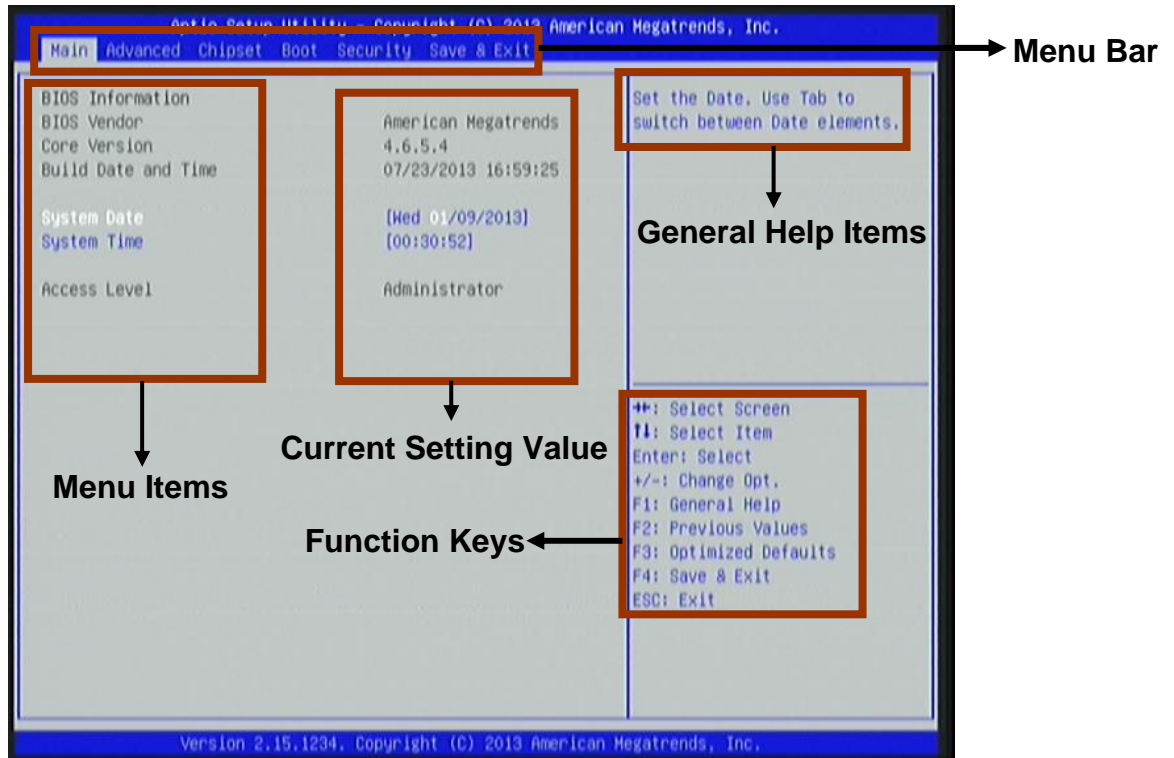 Aptio Setup Utility - Copyright (C) 2013 American Megatrends, Inc.
Main Advanced Chipset Boot Security Save & Exit
Menu Bar
BIOS Information
BIOS Vendor American Megatrends
Core Version 4.6.5.4
Build Date and Time 07/23/2013 16:59:25
System Date [Wed 01/09/2013]
System Time [00:30:52]
Access Level Administrator
Set the Date. Use Tab to
switch between Date elements.
General Help Items
Current Setting Value
Menu Items
Function Keys
→←: Select Screen
↑↓: Select Item
Enter: Select
+/-: Change Opt.
F1: General Help
F2: Previous Values
F3: Optimized Defaults
F4: Save & Exit
ESC: Exit
Version 2.15.1234. Copyright (C) 2013 American Megatrends, Inc.